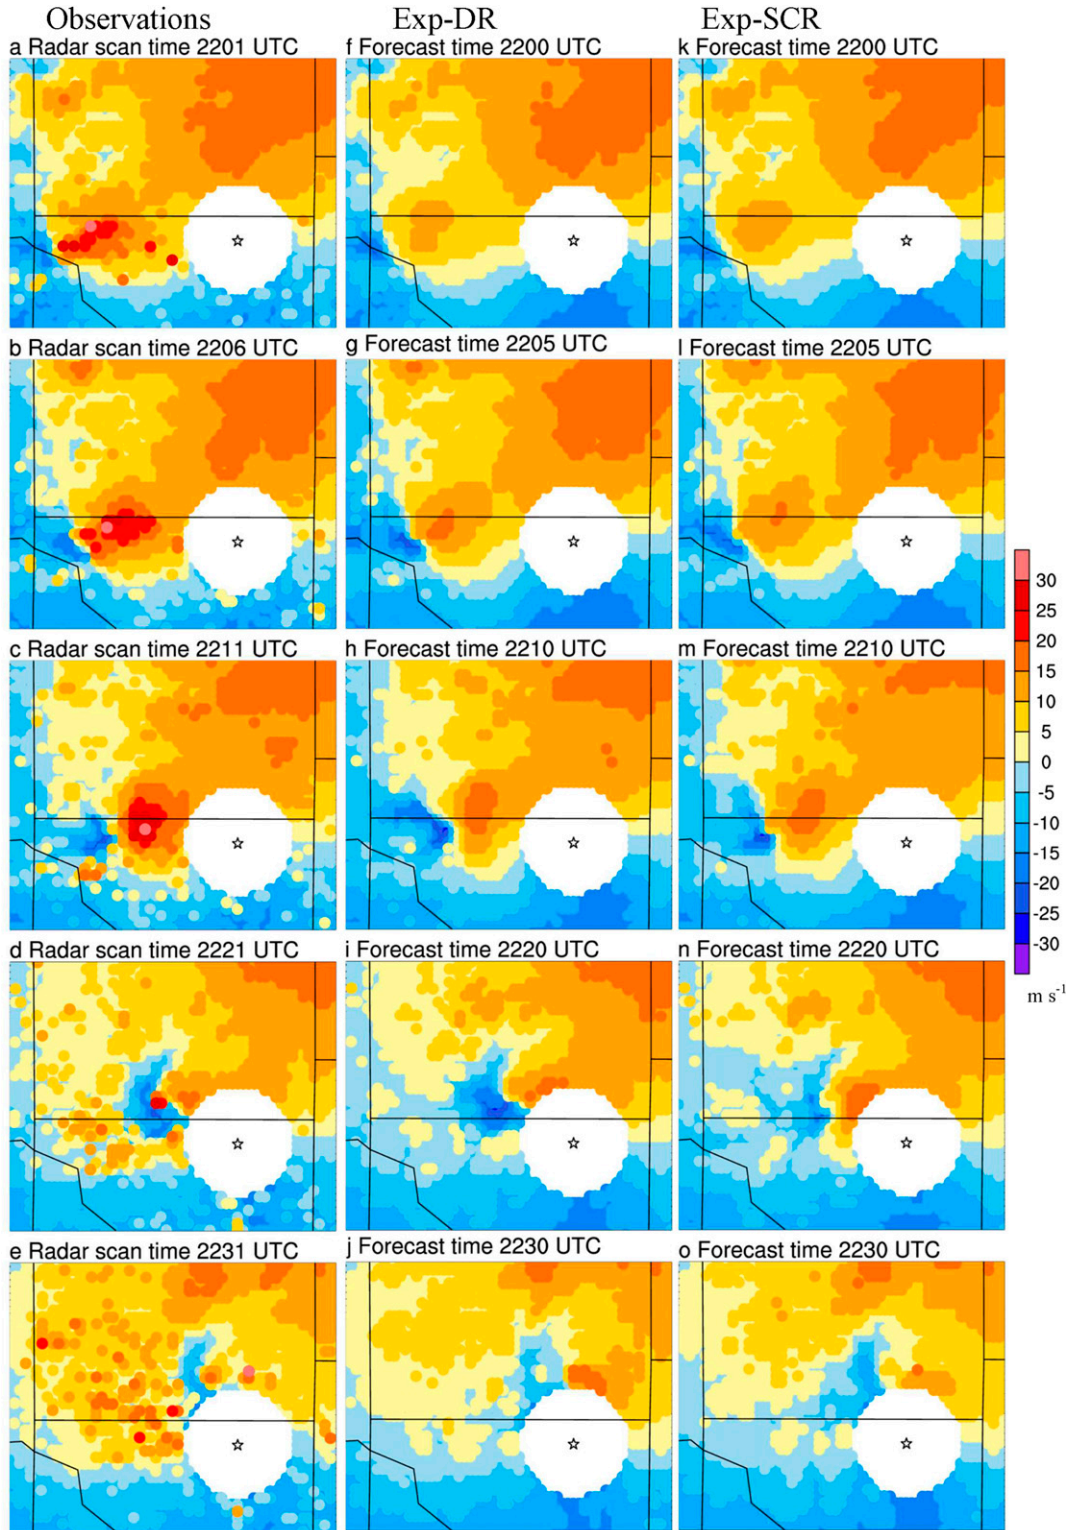 Observations Exp-DR Exp-SCR
a Radar scan time 2201 UTC f Forecast time 2200 UTC k Forecast time 2200 UTC
b Radar scan time 2206 UTC g Forecast time 2205 UTC l Forecast time 2205 UTC
c Radar scan time 2211 UTC h Forecast time 2210 UTC m Forecast time 2210 UTC
d Radar scan time 2221 UTC i Forecast time 2220 UTC n Forecast time 2220 UTC
e Radar scan time 2231 UTC j Forecast time 2230 UTC o Forecast time 2230 UTC
30
25
20
15
10
5
0
-5
-10
-15
-20
-25
-30
m s⁻¹